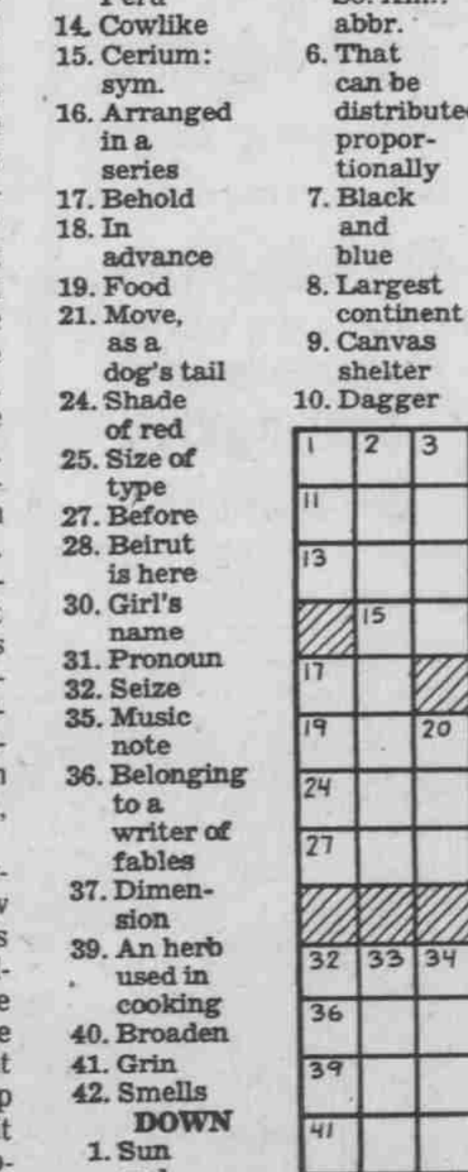 14. Cowlike
15. Cerium:
sym.
16. Arranged
in a
series
17. Behold
18. In
advance
19. Food
21. Move,
as a
dog's tail
24. Shade
of red
25. Size of
type
27. Before
28. Beirut
is here
30. Girl's
name
31. Pronoun
32. Seize
35. Music
note
36. Belonging
to a
writer of
fables
37. Dimen-
sion
39. An herb
used in
cooking
40. Broaden
41. Grin
42. Smells
DOWN
1. Sun
abbr.
6. That
can be
distributed
propor-
tionally
7. Black
and
blue
8. Largest
continent
9. Canvas
shelter
10. Dagger
1 2 3
11
13
15
17
19 20
24
27
32 33 34
36
39
41